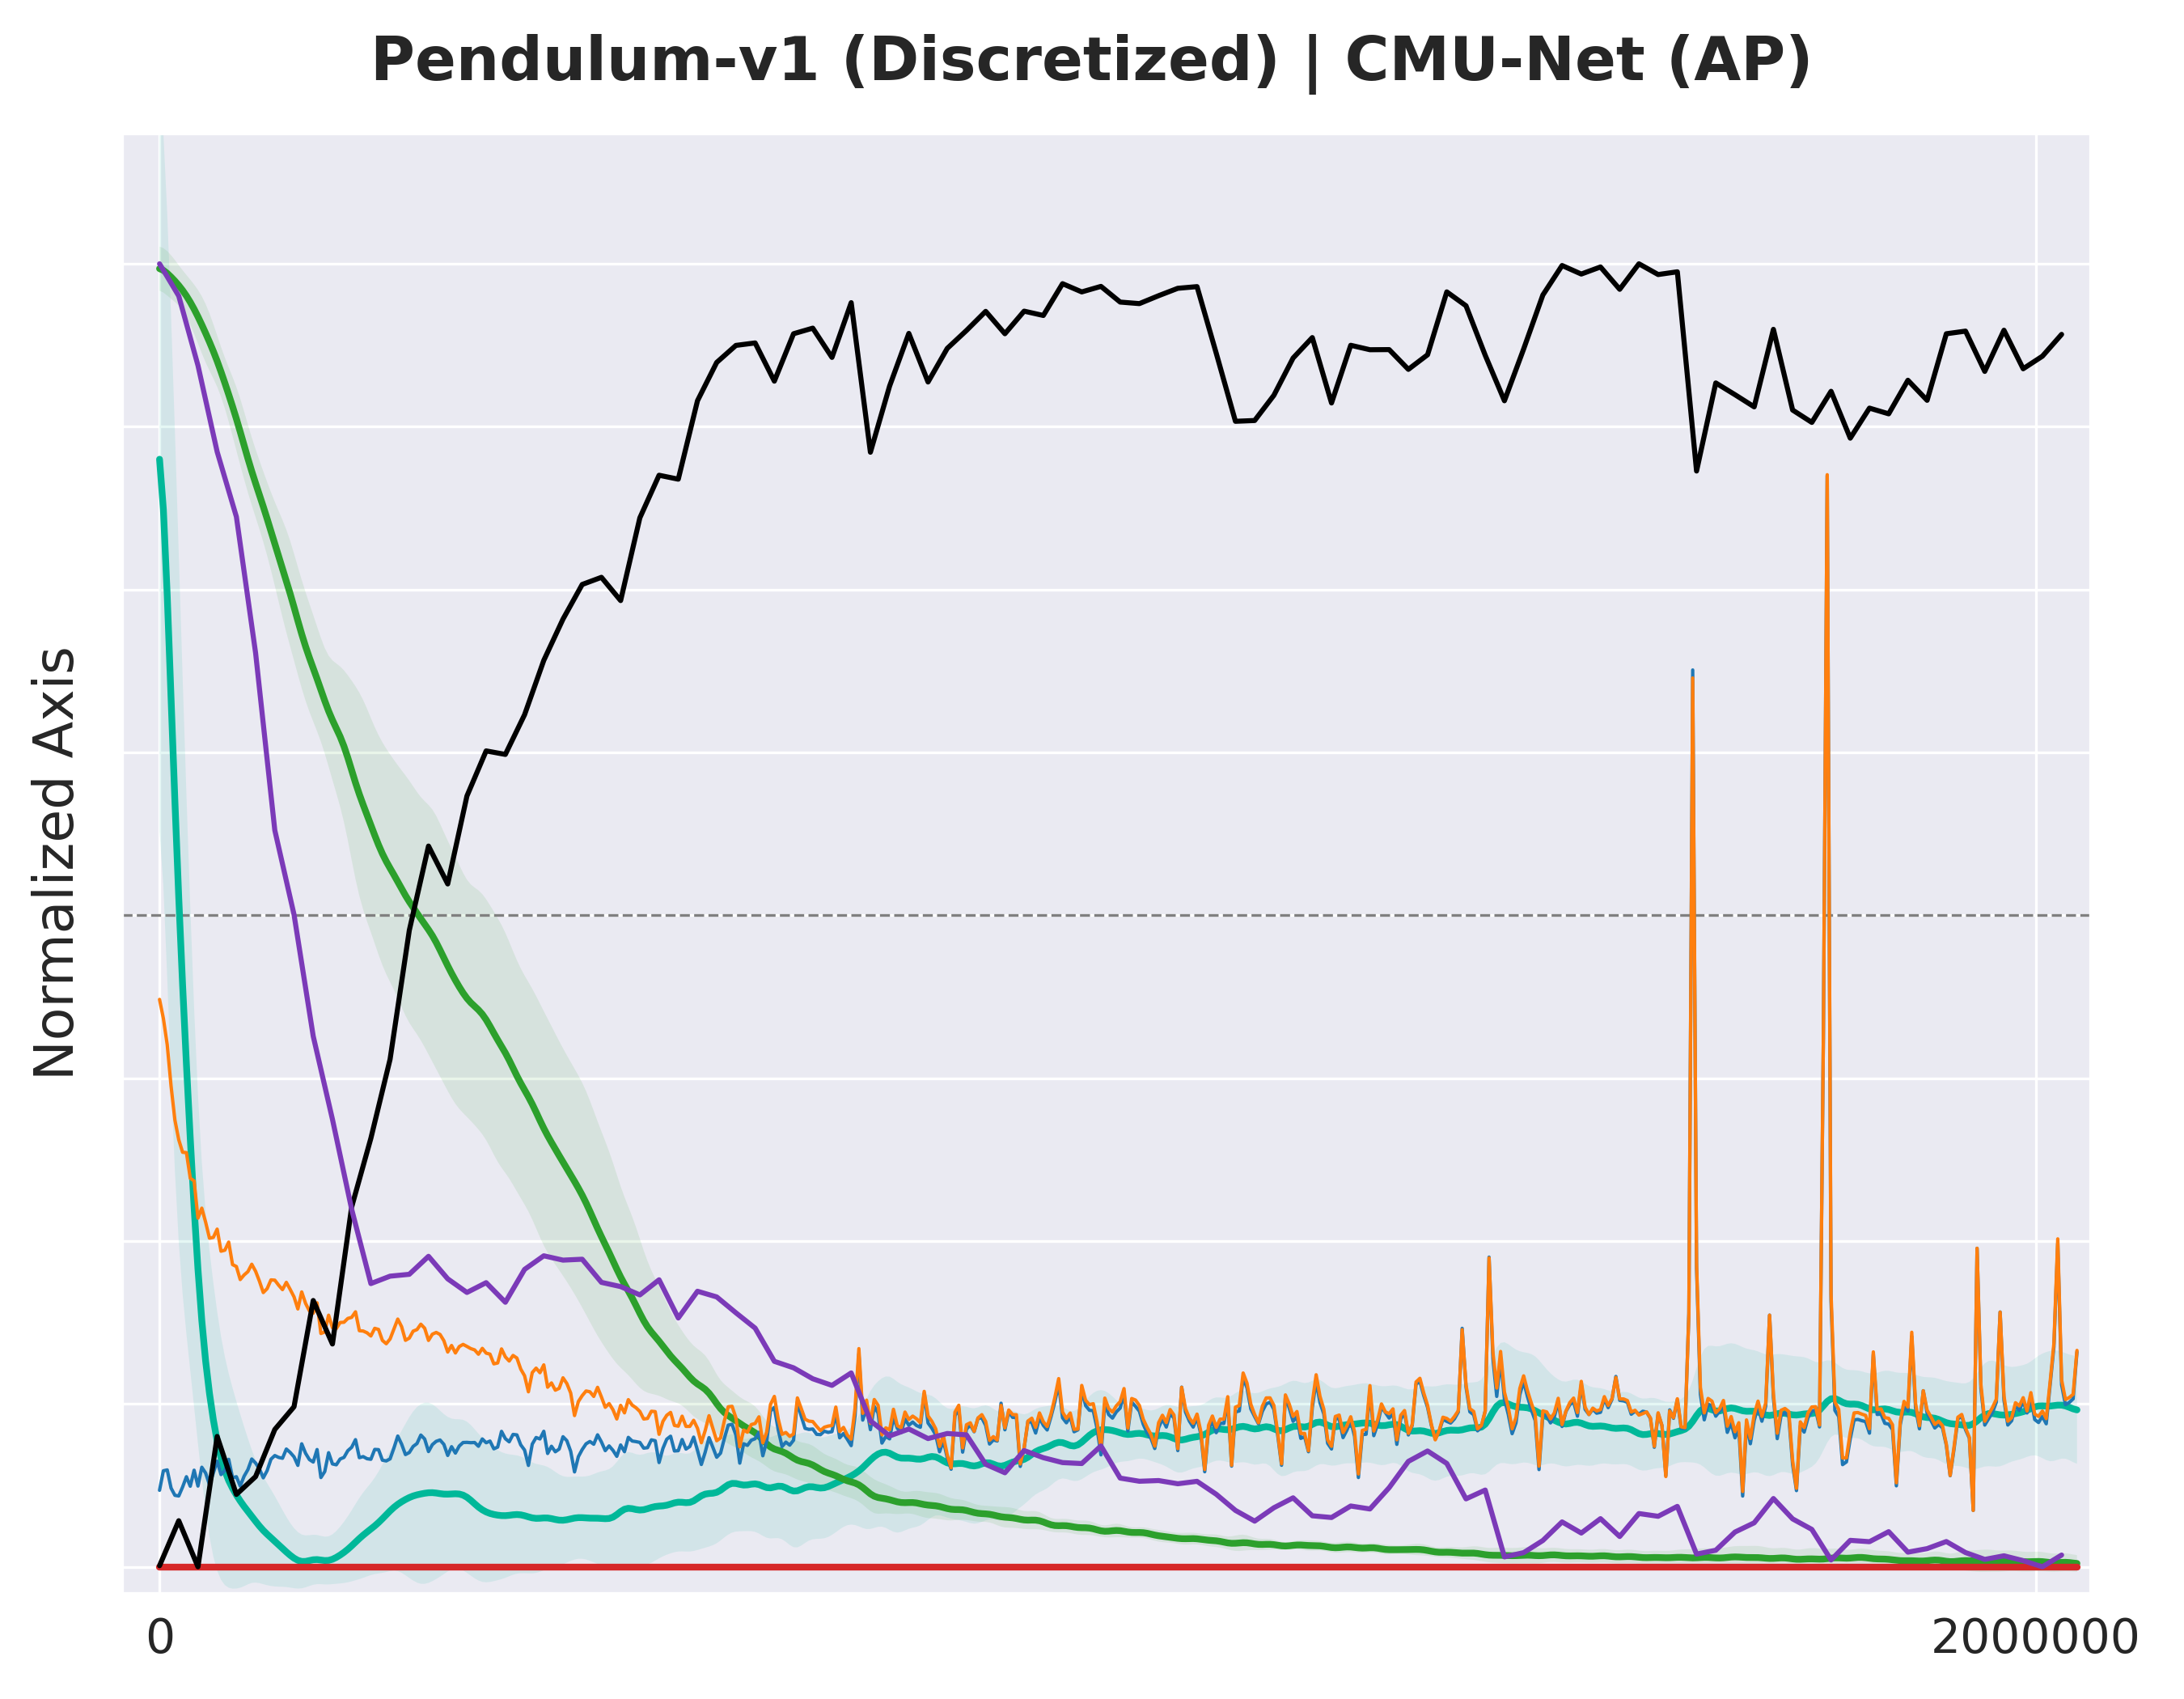 Pendulum-v1 (Discretized) | CMU-Net (AP)
Normalized Axis
0
2000000